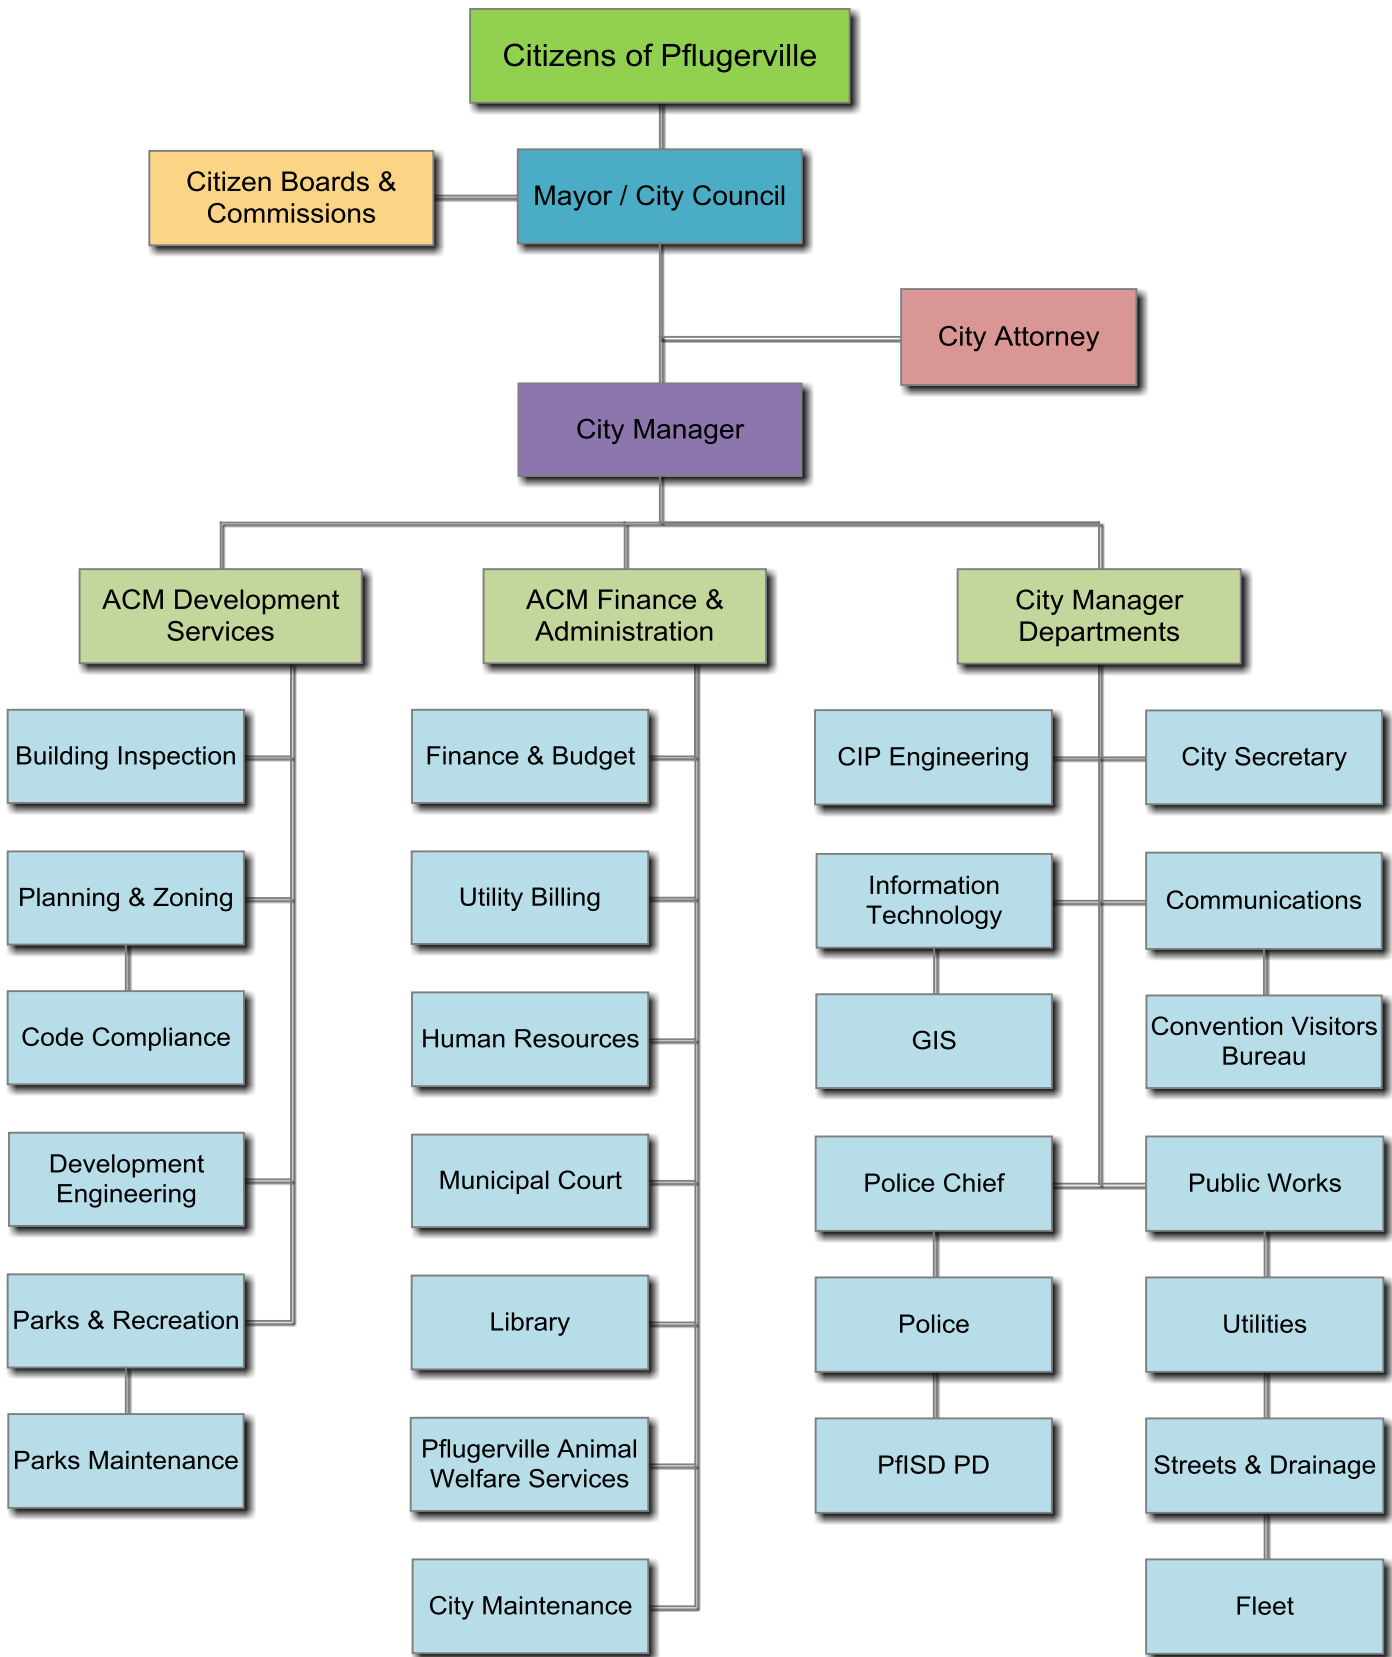 Citizens of Pflugerville
Citizen Boards &
Commissions
Mayor / City Council
City Attorney
City Manager
ACM Development
Services
ACM Finance &
Administration
City Manager
Departments
Building Inspection
Finance & Budget
CIP Engineering
City Secretary
Planning & Zoning
Utility Billing
Information
Technology
Communications
Code Compliance
Human Resources
GIS
Convention Visitors
Bureau
Development
Engineering
Municipal Court
Police Chief
Public Works
Parks & Recreation
Library
Police
Utilities
Parks Maintenance
Pflugerville Animal
Welfare Services
PfISD PD
Streets & Drainage
City Maintenance
Fleet